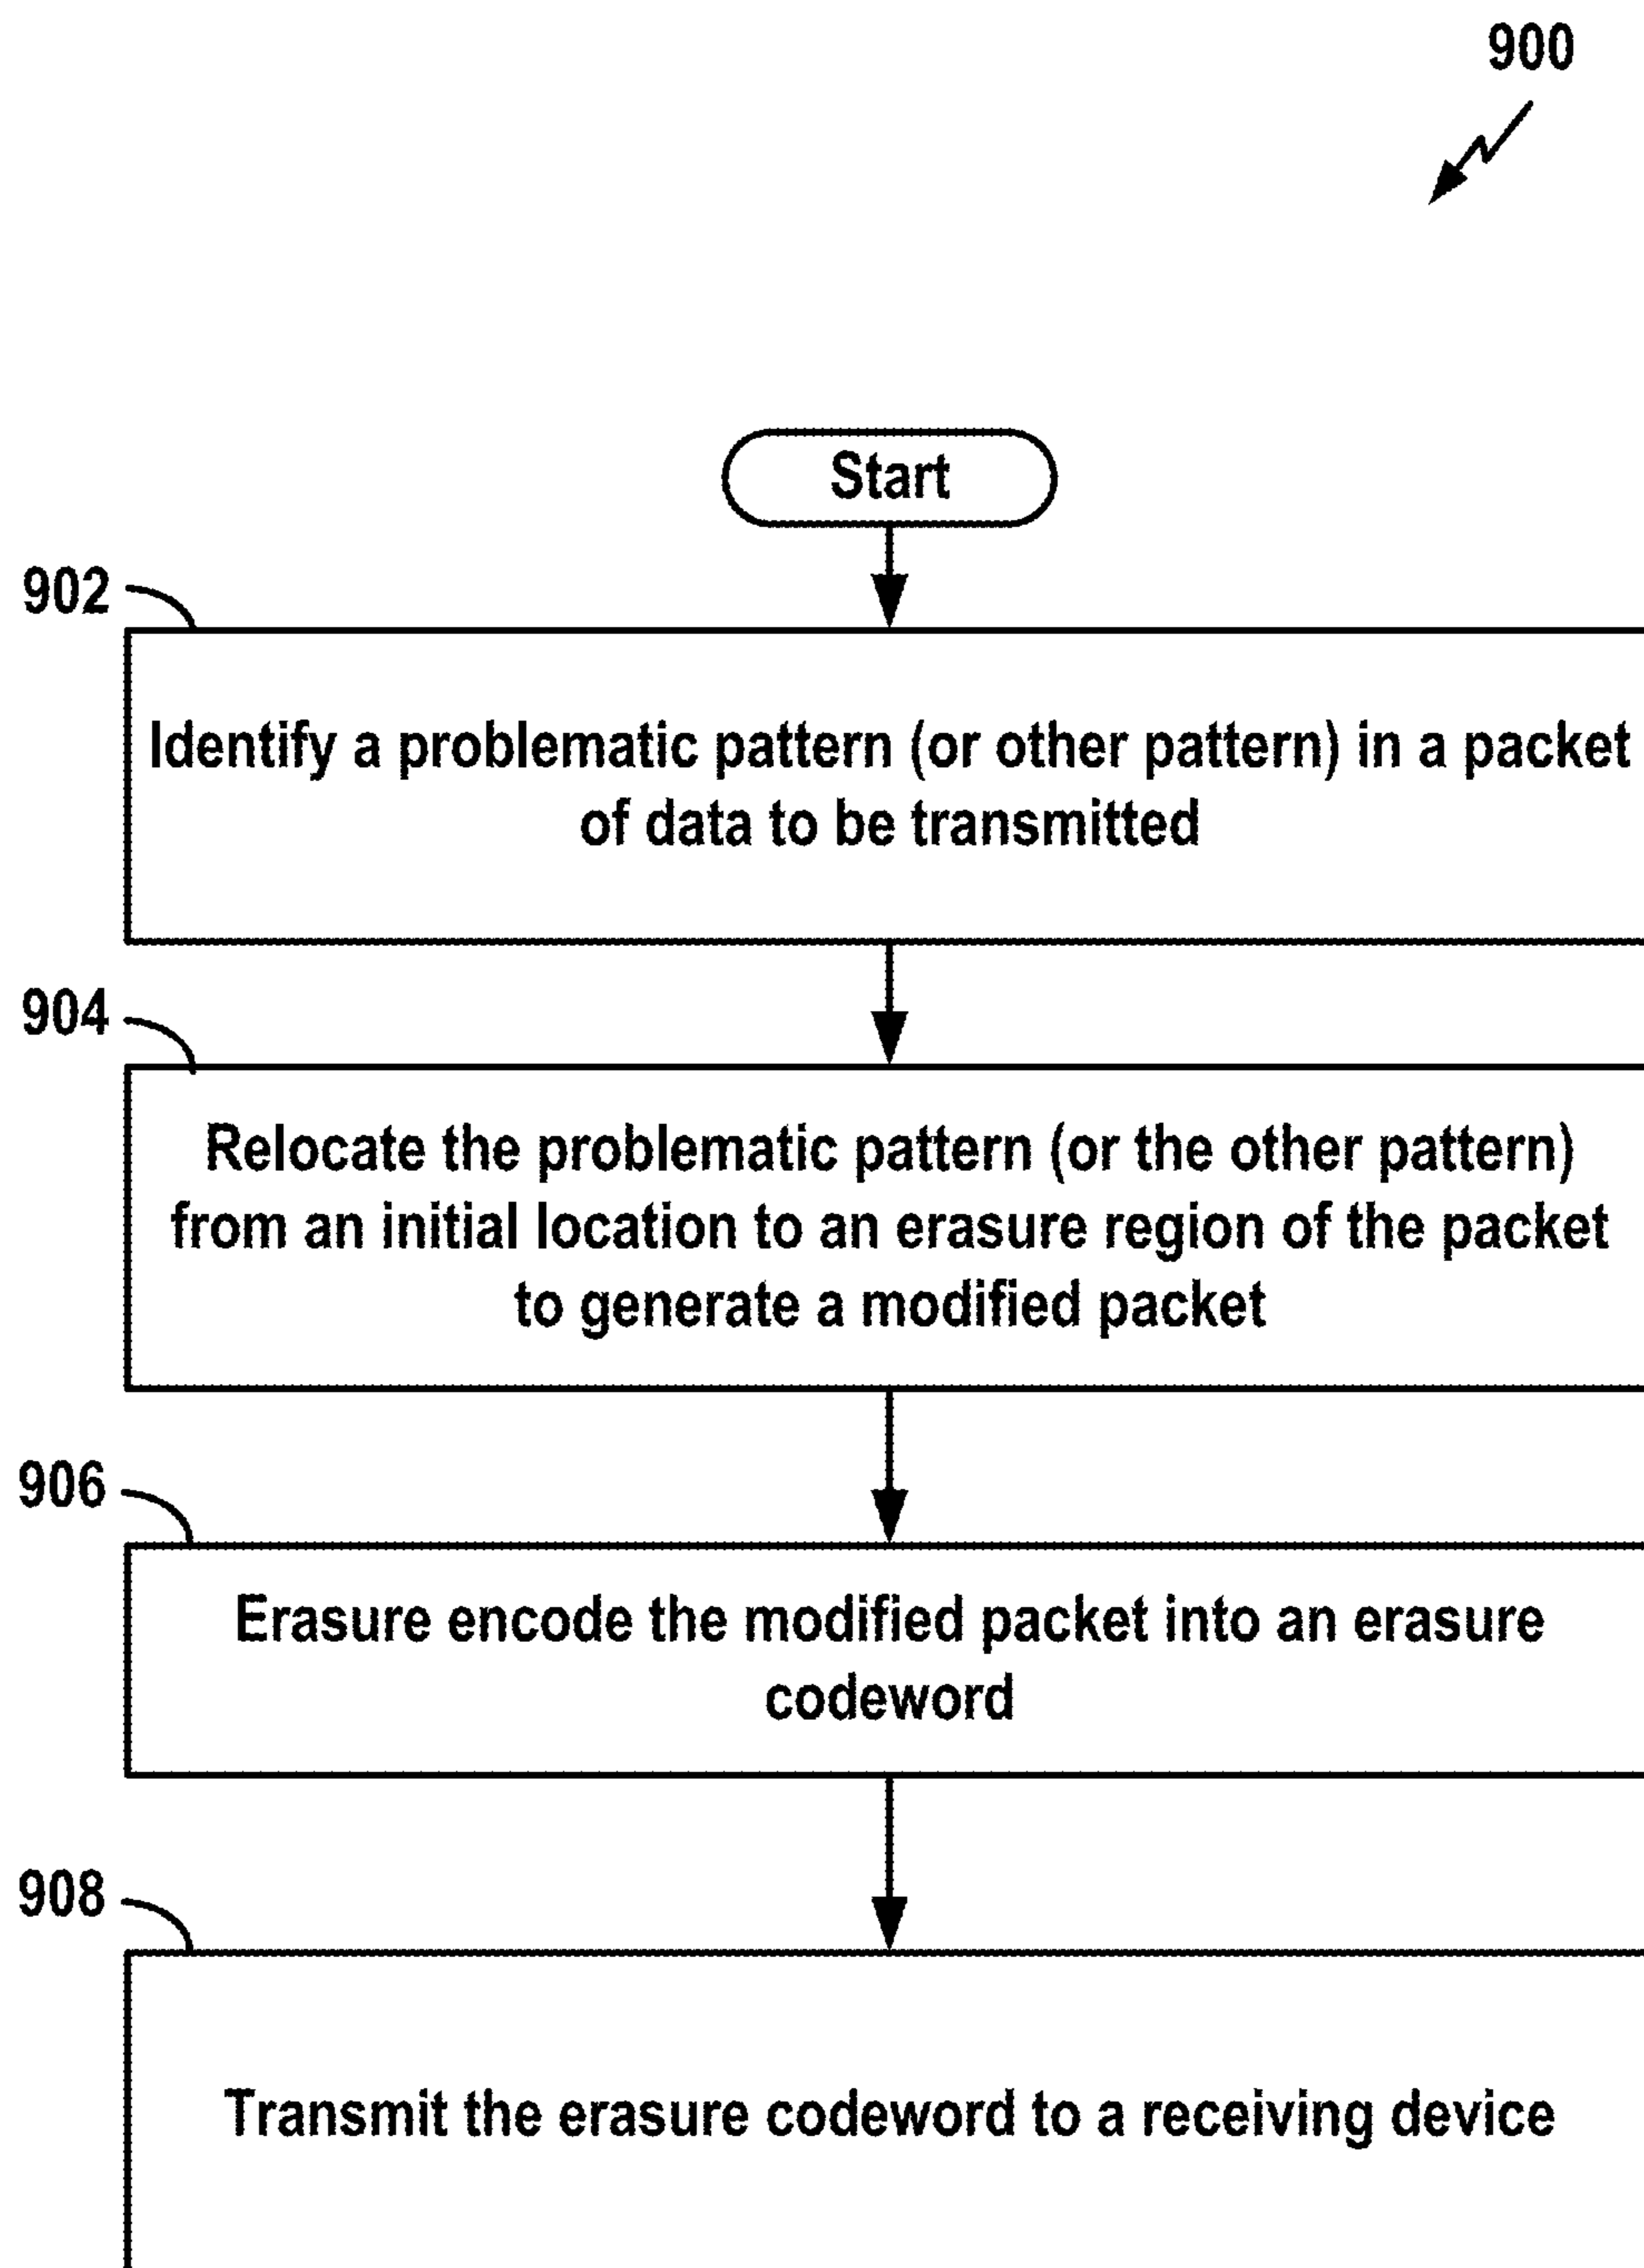 900
Start
902
Identify a problematic pattern (or other pattern) in a packet
of data to be transmitted
904
Relocate the problematic pattern (or the other pattern)
from an initial location to an erasure region of the packet
to generate a modified packet
906
Erasure encode the modified packet into an erasure
codeword
908
Transmit the erasure codeword to a receiving device